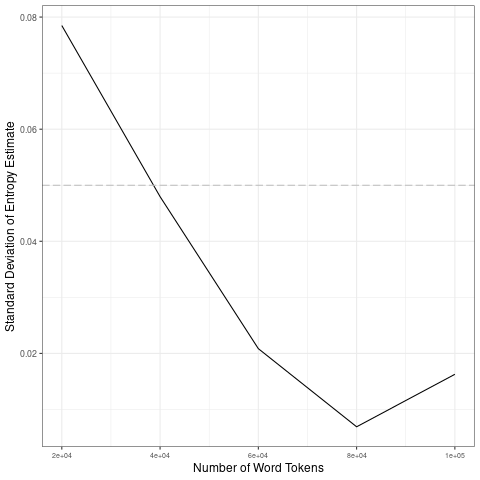 0.08
0.06
0.04
0.02
Standard Deviation of Entropy Estimate
2e+04 4e+04 6e+04 8e+04 1e+05
Number of Word Tokens